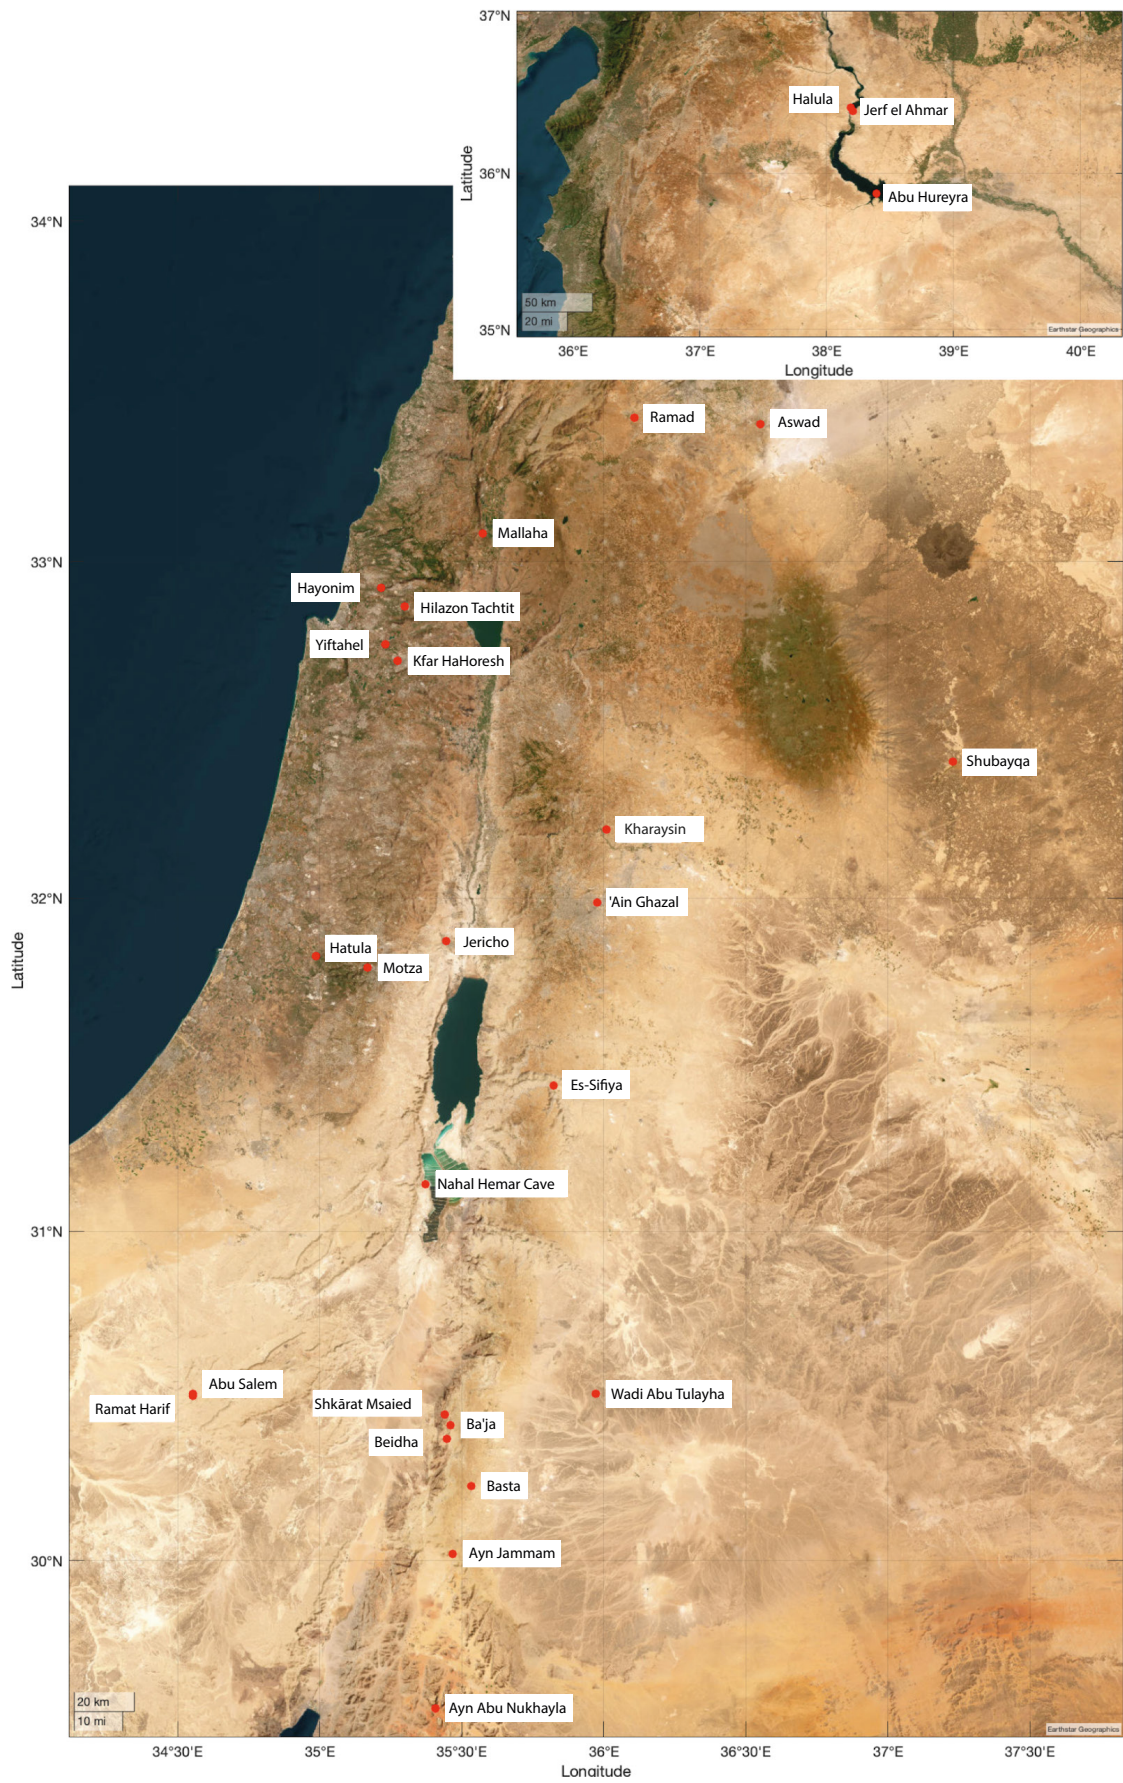 37°N
Halula
Jerf el Ahmar
Latitude
36°N
Abu Hureyra
50 km
20 mi
35°N
Earthstar Geographics
36°E 37°E 38°E 39°E 40°E
Longitude
34°N
Ramad
Aswad
Mallaha
33°N
Hayonim
Hilazon Tachtit
Yiftahel
Kfar HaHoresh
Shubayqa
Kharaysin
32°N
'Ain Ghazal
Jericho
Hatula
Motza
Latitude
Es-Sifiya
Nahal Hemar Cave
31°N
Abu Salem
Ramat Harif
Wadi Abu Tulayha
Shkārat Msaied
Ba'ja
Beidha
Basta
Ayn Jammam
30°N
Ayn Abu Nukhayla
20 km
10 mi
Earthstar Geographics
34°30'E 35°E 35°30'E 36°E 36°30'E 37°E 37°30'E
Longitude